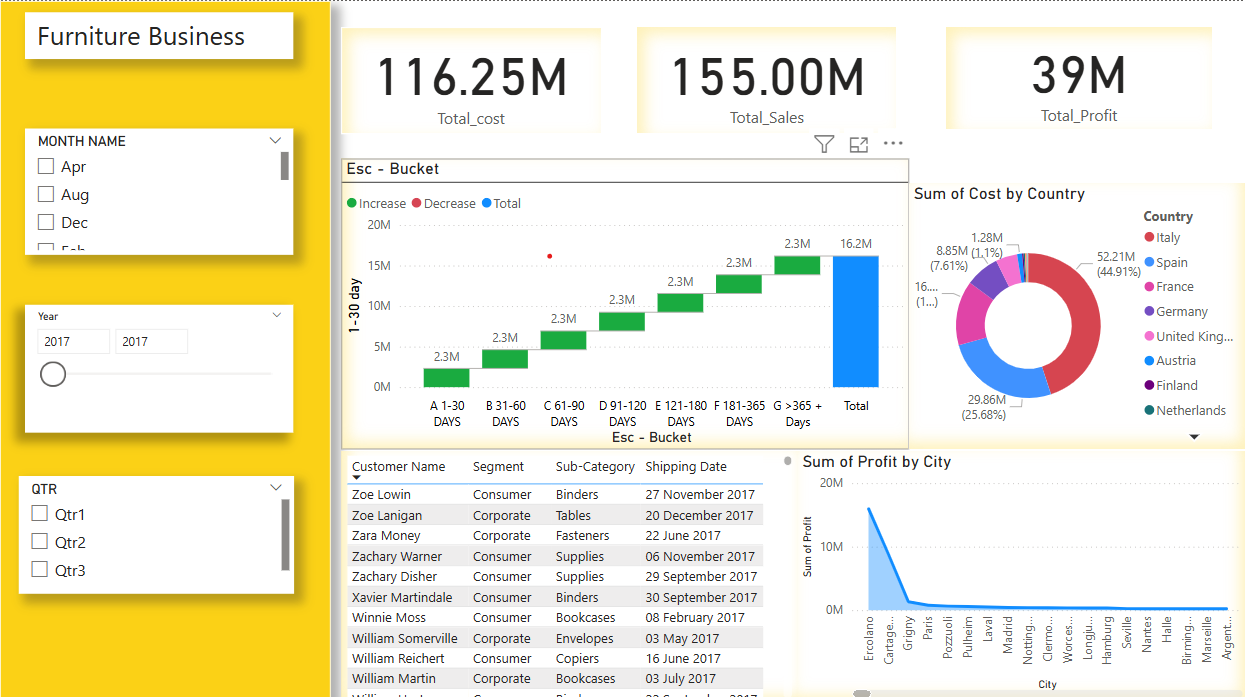 Furniture Business
116.25M
Total_cost
155.00M
Total_Sales
39M
Total_Profit
MONTH NAME
Apr
Aug
Dec
Year
2017 2017
QTR
Qtr1
Qtr2
Qtr3
Esc - Bucket
Increase Decrease Total
1-30 day
20M
15M
10M
5M
0M
2.3M
2.3M
2.3M
2.3M
2.3M
2.3M
2.3M
16.2M
A 1-30 DAYS
B 31-60 DAYS
C 61-90 DAYS
D 91-120 DAYS
E 121-180 DAYS
F 181-365 DAYS
G >365 + Days
Total
Esc - Bucket
Sum of Cost by Country
52.21M
(44.91%)
29.86M
(25.68%)
16....
(1...)
8.85M
(7.61%)
1.28M
(1.1%)
Country
Italy
Spain
France
Germany
United King...
Austria
Finland
Netherlands
Customer Name Segment Sub-Category Shipping Date
Zoe Lowin Consumer Binders 27 November 2017
Zoe Lanigan Corporate Tables 20 December 2017
Zara Money Corporate Fasteners 22 June 2017
Zachary Warner Consumer Supplies 06 November 2017
Zachary Disher Consumer Supplies 29 September 2017
Xavier Martindale Consumer Binders 30 September 2017
Winnie Moss Consumer Bookcases 08 February 2017
William Somerville Corporate Envelopes 03 May 2017
William Reichert Consumer Copiers 16 June 2017
William Martin Corporate Bookcases 03 July 2017
Sum of Profit by City
Sum of Profit
20M
10M
0M
Ercolano
Cartage...
Grigny
Paris
Pozzuoli
Pulheim
Laval
Madrid
Notting...
Clermo...
Worces...
Longju...
Hamburg
Seville
Nantes
Halle
Birming...
Marseille
Argent...
City